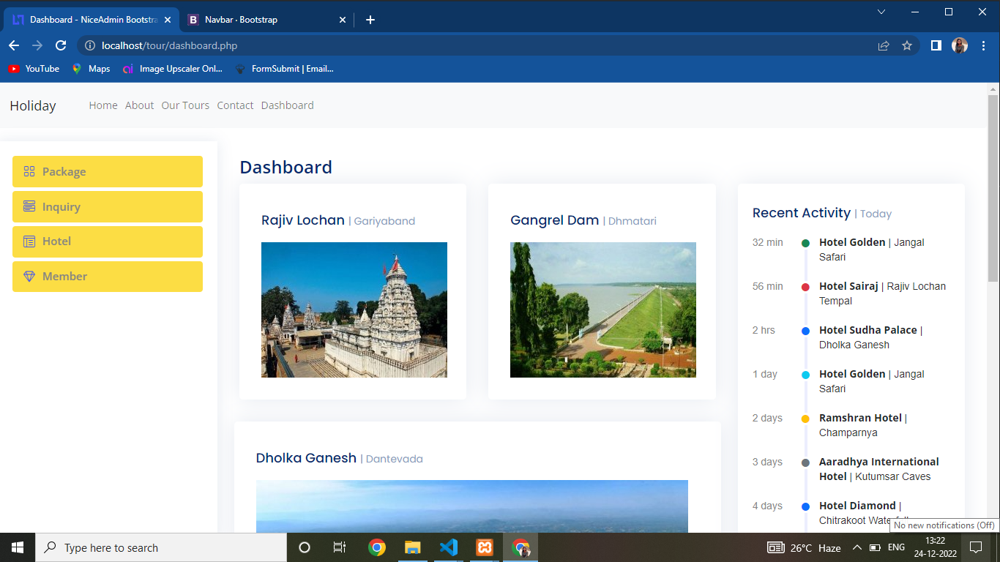 Dashboard - NiceAdmin Bootstra
Navbar · Bootstrap
localhost/tour/dashboard.php
YouTube
Maps
Image Upscaler Onl...
FormSubmit | Email...
Holiday
Home
About
Our Tours
Contact
Dashboard
Package
Inquiry
Hotel
Member
Dashboard
Rajiv Lochan | Gariyaband
Gangrel Dam | Dhmatari
Dholka Ganesh | Dantevada
Recent Activity | Today
32 min
Hotel Golden | Jangal
Safari
56 min
Hotel Sairaj | Rajiv Lochan
Tempal
2 hrs
Hotel Sudha Palace |
Dholka Ganesh
1 day
Hotel Golden | Jangal
Safari
2 days
Ramshran Hotel |
Champarnya
3 days
Aaradhya International
Hotel | Kutumsar Caves
4 days
Hotel Diamond |
Chitrakoot
No new notifications (Off)
Type here to search
26°C Haze
ENG
13:22
24-12-2022